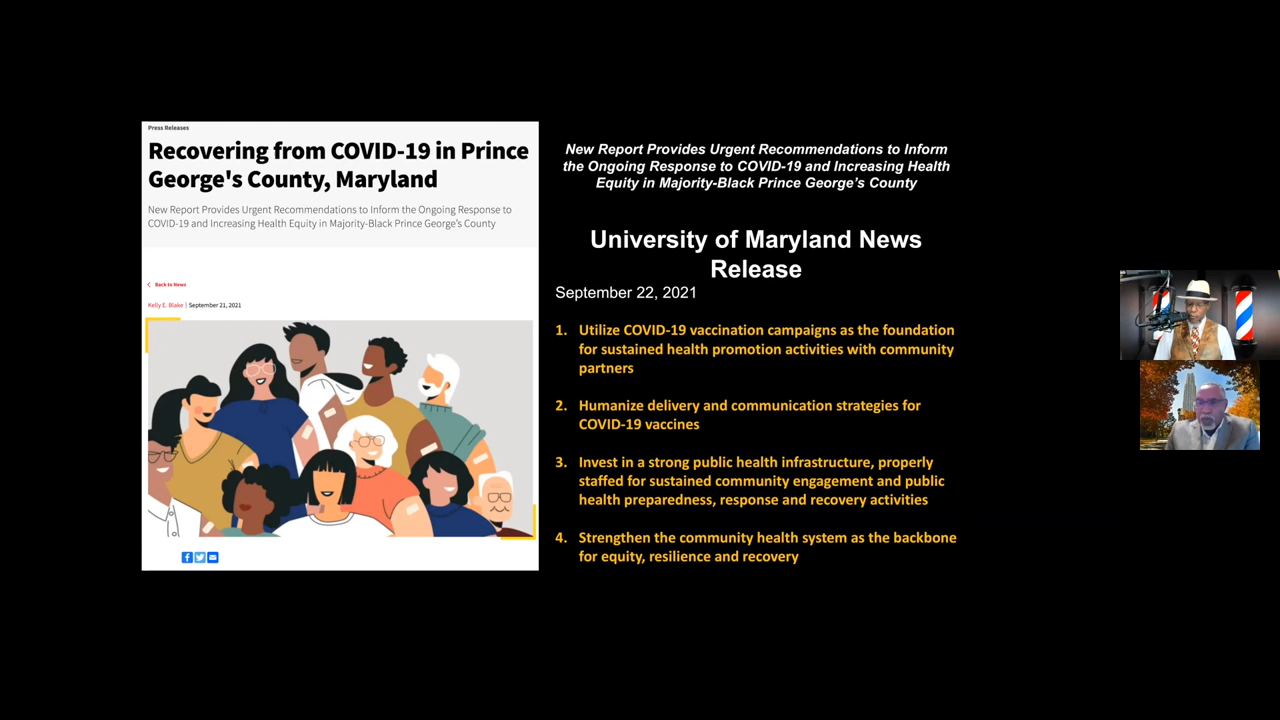 Press Releases
Recovering from COVID-19 in Prince
George's County, Maryland
New Report Provides Urgent Recommendations to Inform the Ongoing Response to
COVID-19 and Increasing Health Equity in Majority-Black Prince George's County
Back to News
Kelly E. Blake | September 21, 2021
New Report Provides Urgent Recommendations to Inform
the Ongoing Response to COVID-19 and Increasing Health
Equity in Majority-Black Prince George's County
University of Maryland News
Release
September 22, 2021
1. Utilize COVID-19 vaccination campaigns as the foundation
for sustained health promotion activities with community
partners
2. Humanize delivery and communication strategies for
COVID-19 vaccines
3. Invest in a strong public health infrastructure, properly
staffed for sustained community engagement and public
health preparedness, response and recovery activities
4. Strengthen the community health system as the backbone
for equity, resilience and recovery